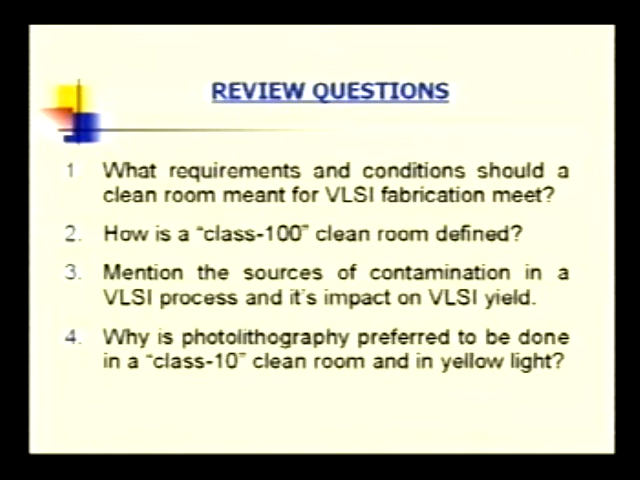 REVIEW QUESTIONS
1. What requirements and conditions should a
clean room meant for VLSI fabrication meet?
2. How is a “class-100” clean room defined?
3. Mention the sources of contamination in a
VLSI process and it’s impact on VLSI yield.
4. Why is photolithography preferred to be done
in a “class-10” clean room and in yellow light?